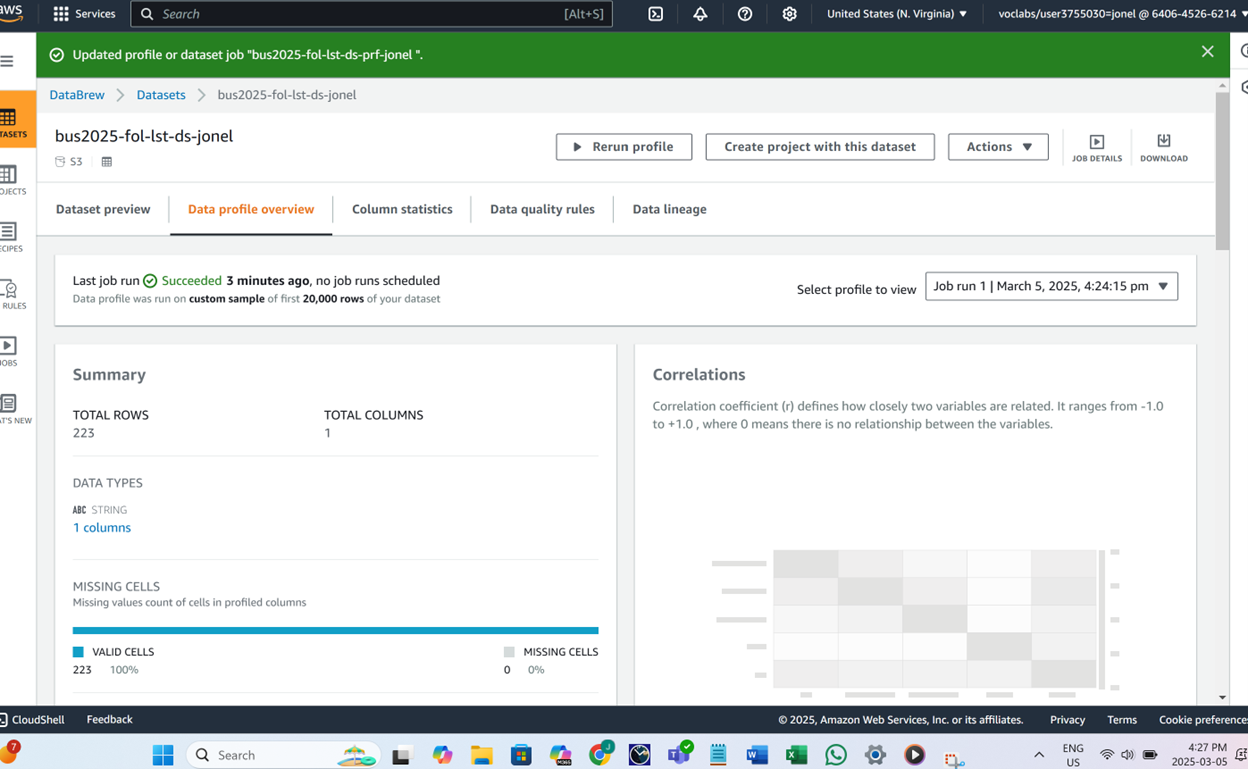 aws
Services
Search
[Alt+S]
United States (N. Virginia)
voclabs/user3755030=jonel @ 6406-4526-6214
Updated profile or dataset job "bus2025-fol-lst-ds-prf-jonel ".
DataBrew
Datasets
bus2025-fol-lst-ds-jonel
TASETS
OJECTS
ECIPES
RULES
OBS
AT'S NEW
bus2025-fol-lst-ds-jonel
S3
Rerun profile
Create project with this dataset
Actions
JOB DETAILS
DOWNLOAD
Dataset preview
Data profile overview
Column statistics
Data quality rules
Data lineage
Last job run Succeeded 3 minutes ago, no job runs scheduled
Data profile was run on custom sample of first 20,000 rows of your dataset
Select profile to view
Job run 1 | March 5, 2025, 4:24:15 pm
Summary
TOTAL ROWS
223
TOTAL COLUMNS
1
DATA TYPES
ABC STRING
1 columns
MISSING CELLS
Missing values count of cells in profiled columns
VALID CELLS
223 100%
MISSING CELLS
0 0%
Correlations
Correlation coefficient (r) defines how closely two variables are related. It ranges from -1.0
to +1.0 , where 0 means there is no relationship between the variables.
CloudShell
Feedback
© 2025, Amazon Web Services, Inc. or its affiliates.
Privacy
Terms
Cookie preference
7
Search
M365
J
ENG
US
4:27 PM
2025-03-05